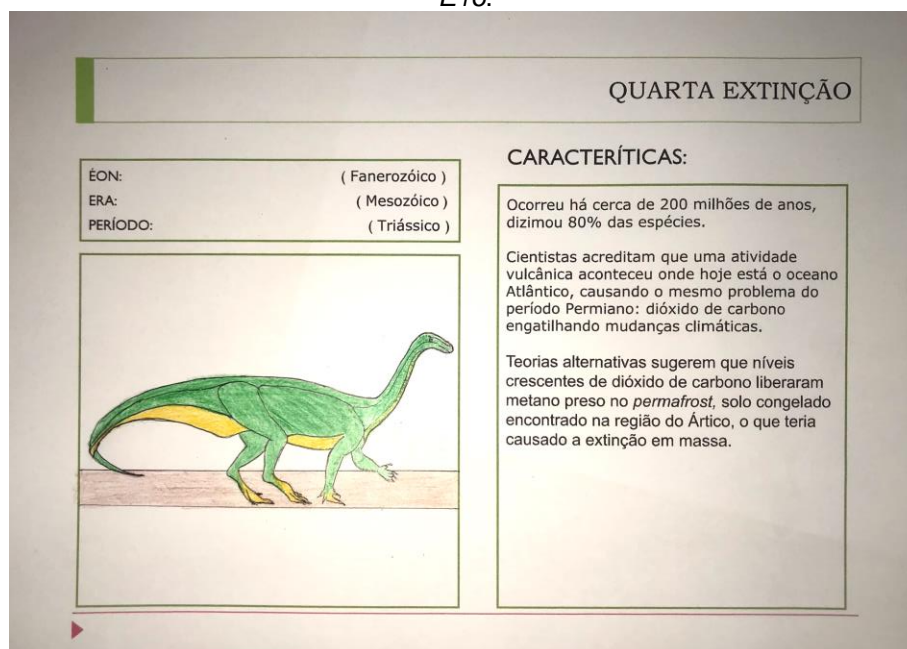 QUARTA EXTINÇÃO
ÉON: ( Fanerozóico )
ERA: ( Mesozóico )
PERÍODO: ( Triássico )
CARACTERÍTICAS:
Ocorreu há cerca de 200 milhões de anos,
dizimou 80% das espécies.
Cientistas acreditam que uma atividade
vulcânica aconteceu onde hoje está o oceano
Atlântico, causando o mesmo problema do
período Permiano: dióxido de carbono
engatilhando mudanças climáticas.
Teorias alternativas sugerem que níveis
crescentes de dióxido de carbono liberaram
metano preso no permafrost, solo congelado
encontrado na região do Ártico, o que teria
causado a extinção em massa.